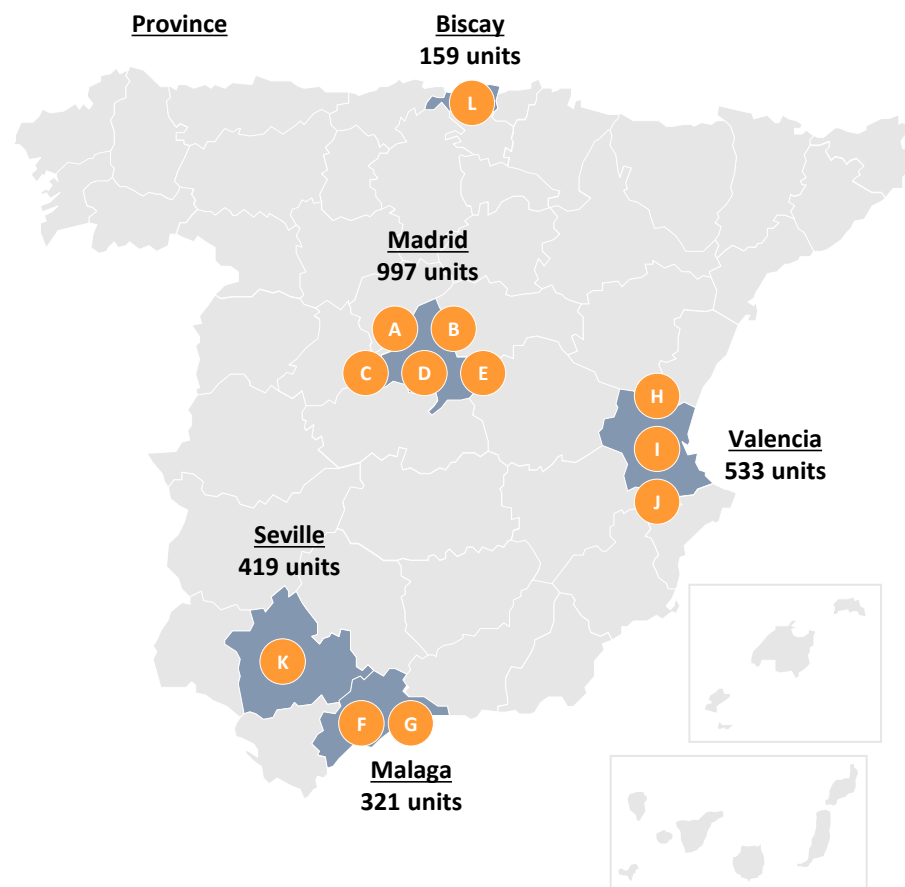 Province
Biscay
159 units
L
Madrid
997 units
A
B
C
D
E
H
I
J
Valencia
533 units
Seville
419 units
K
F
G
Malaga
321 units